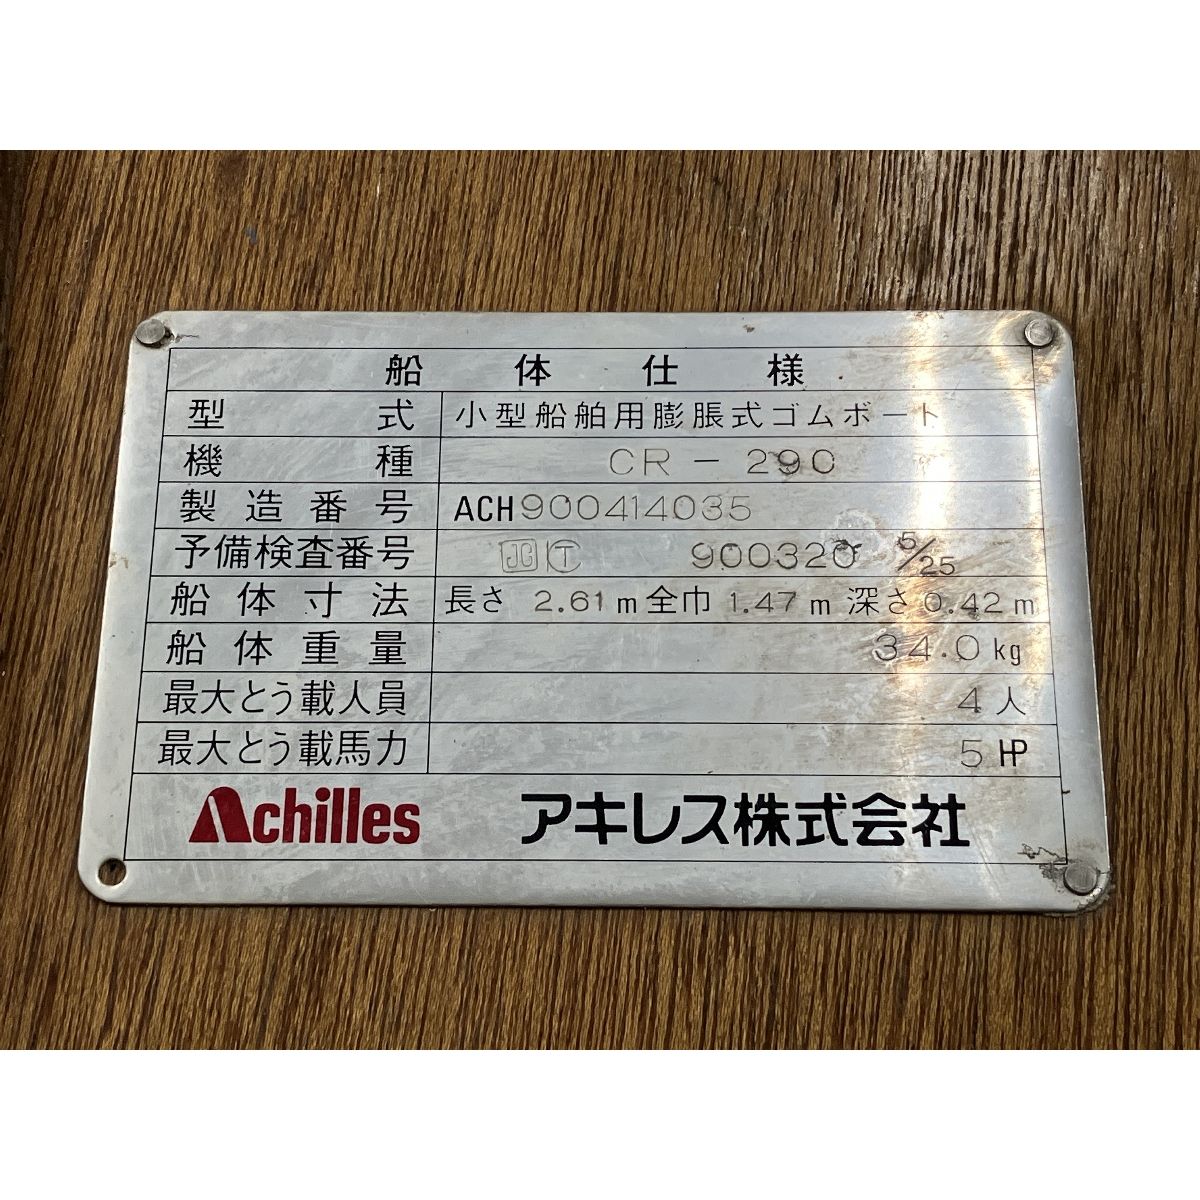 船体仕様
型式 小型船舶用膨脹式ゴムボート
機種 CR-290
製造番号 ACH900414035
予備検査番号 JG T 900320 5/25
船体寸法 長さ 2.61m 全巾 1.47m 深さ 0.42m
船体重量 34.0kg
最大とう載人員 4人
最大とう載馬力 5HP
Achilles アキレス株式会社